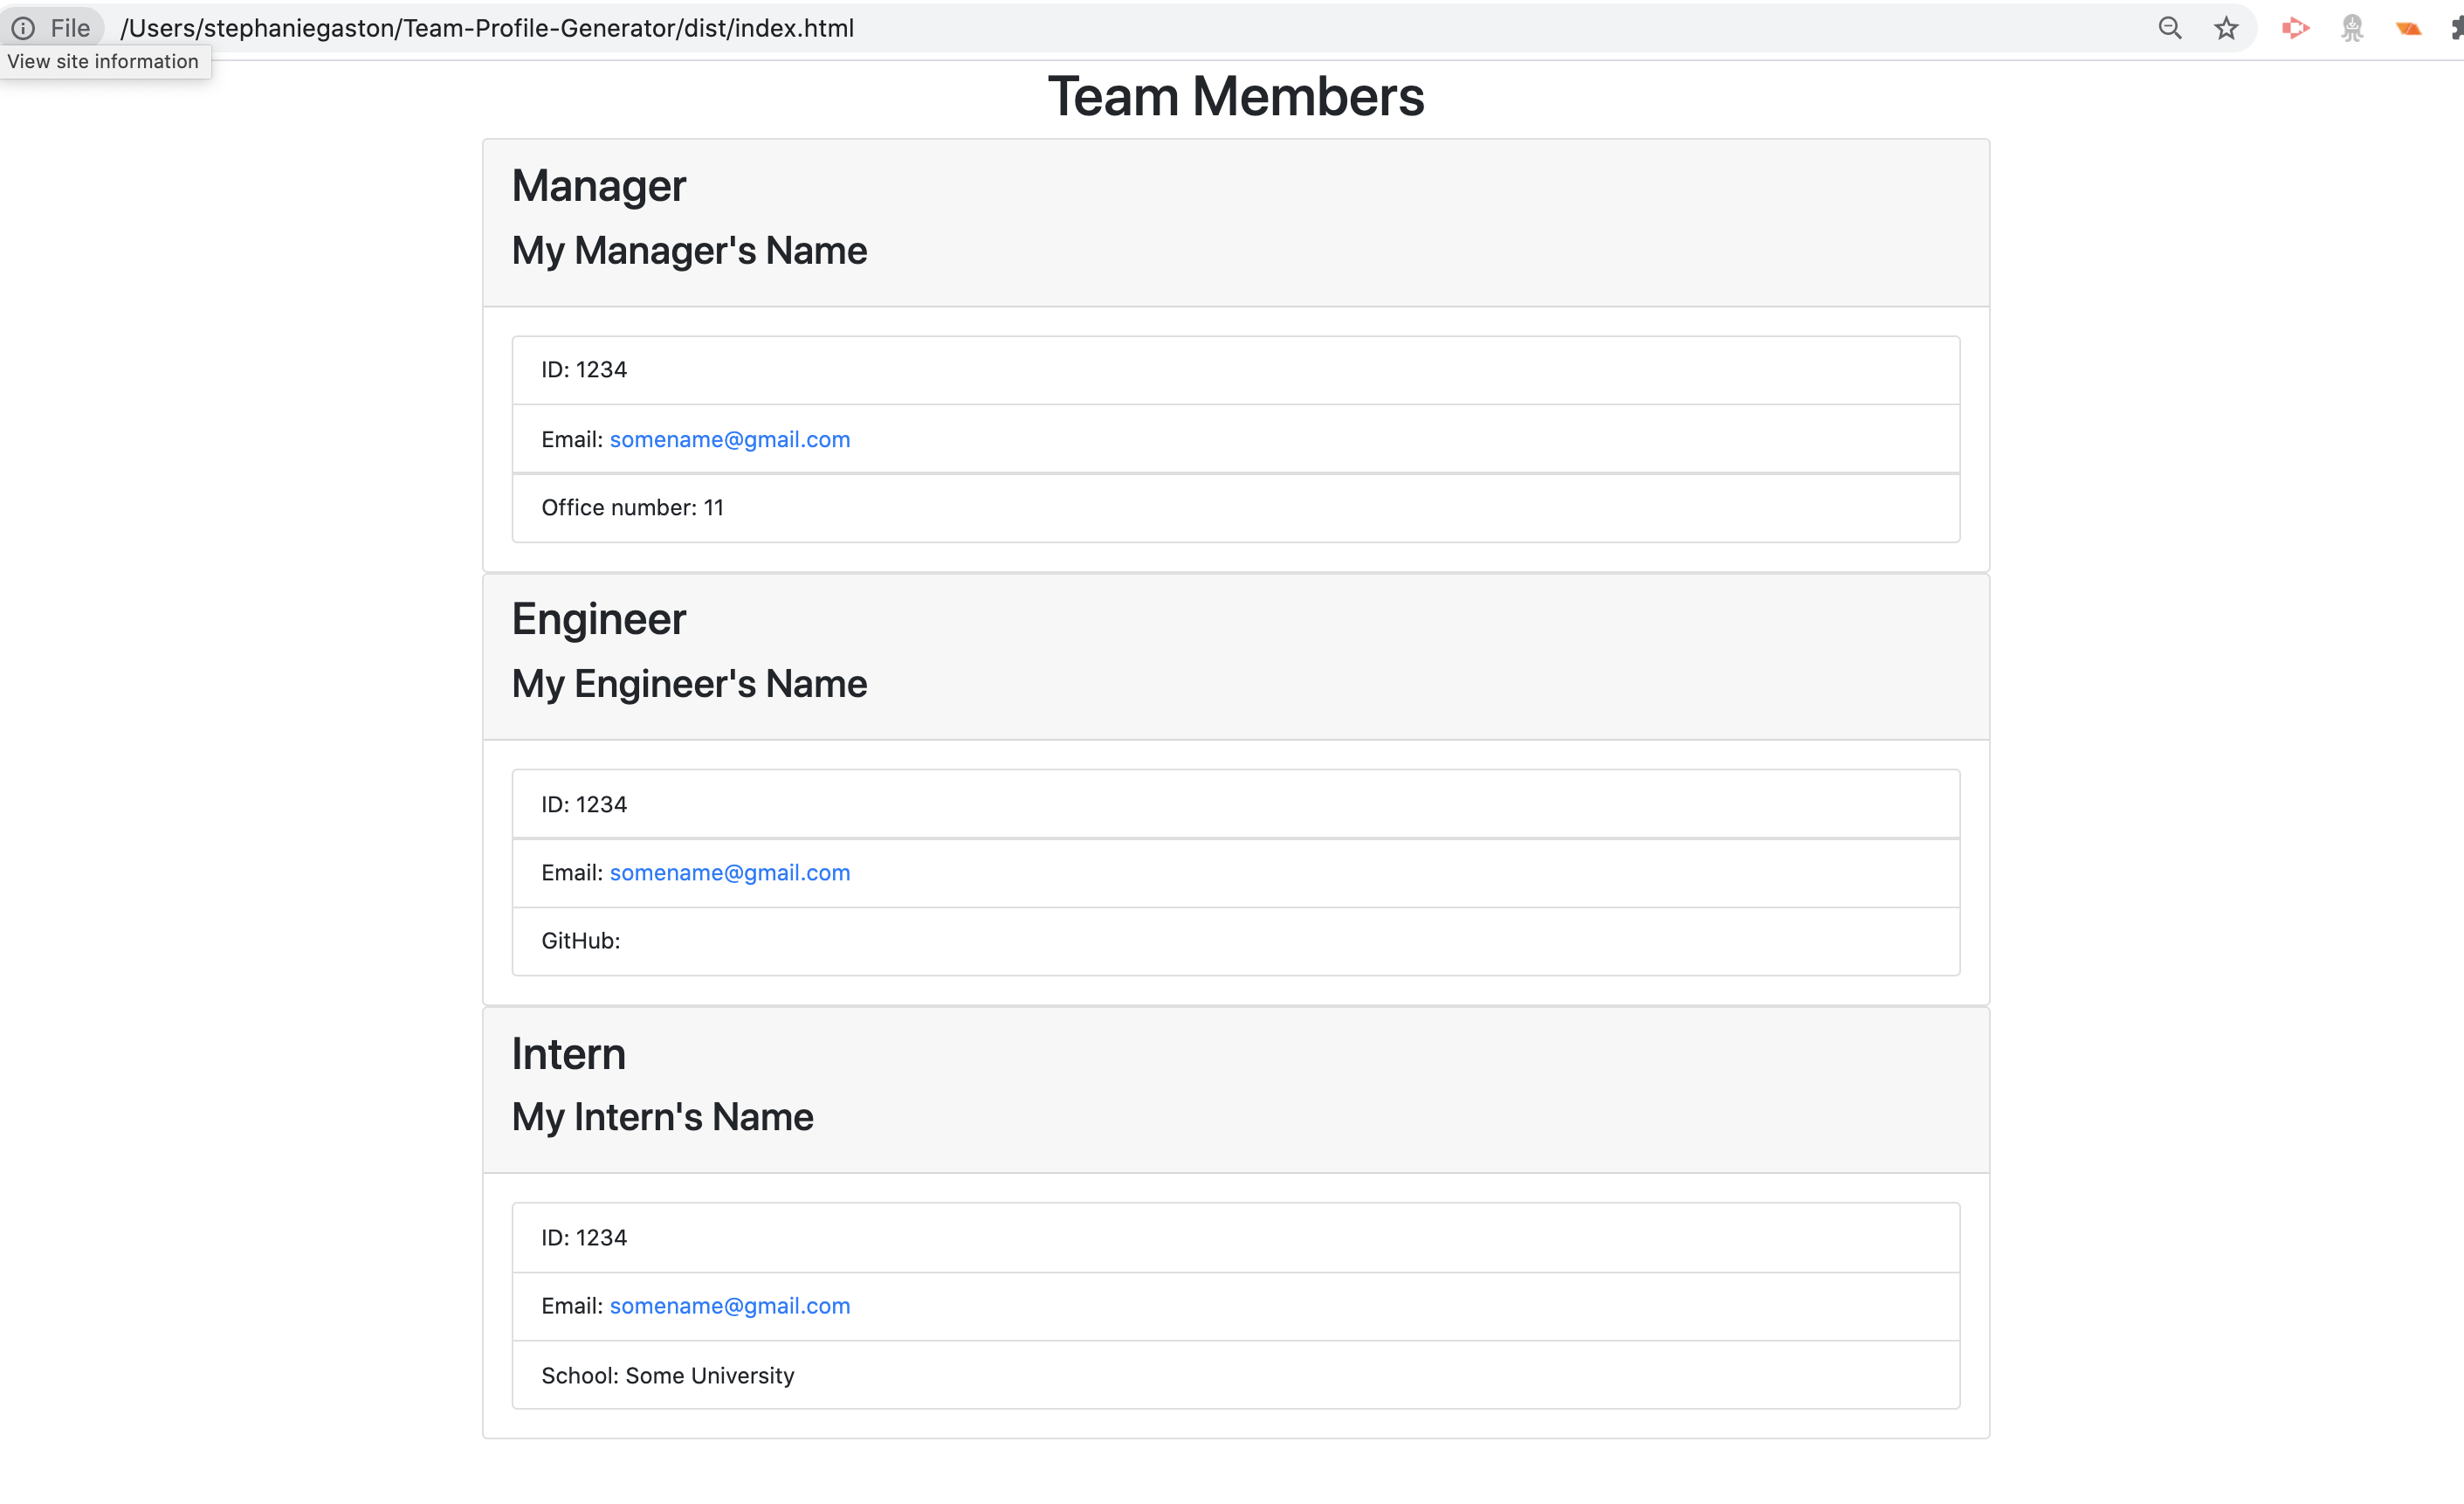 File /Users/stephaniegaston/Team-Profile-Generator/dist/index.html
View site information
Team Members
Manager
My Manager's Name
ID: 1234
Email: somename@gmail.com
Office number: 11
Engineer
My Engineer's Name
ID: 1234
Email: somename@gmail.com
GitHub:
Intern
My Intern's Name
ID: 1234
Email: somename@gmail.com
School: Some University